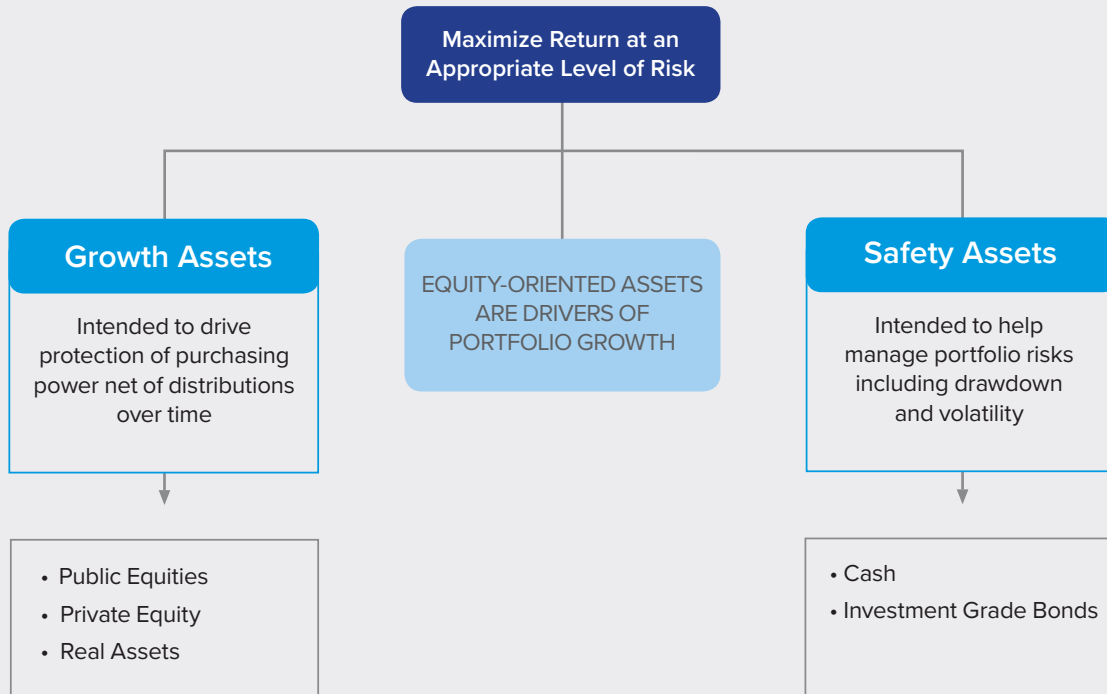 Maximize Return at an
Appropriate Level of Risk
Growth Assets
Intended to drive
protection of purchasing
power net of distributions
over time
• Public Equities
• Private Equity
• Real Assets
EQUITY-ORIENTED ASSETS
ARE DRIVERS OF
PORTFOLIO GROWTH
Safety Assets
Intended to help
manage portfolio risks
including drawdown
and volatility
• Cash
• Investment Grade Bonds